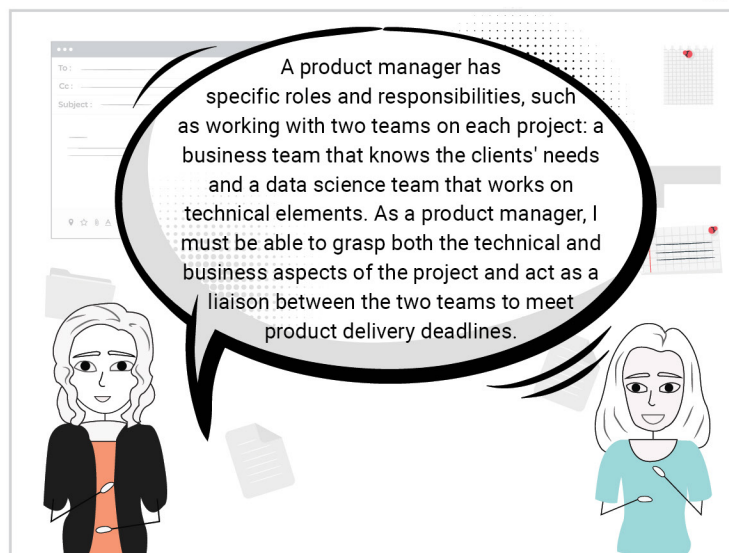 To :
Cc :
Subject :
A product manager has
specific roles and responsibilities, such
as working with two teams on each project: a
business team that knows the clients' needs
and a data science team that works on
technical elements. As a product manager, I
must be able to grasp both the technical and
business aspects of the project and act as a
liaison between the two teams to meet
product delivery deadlines.